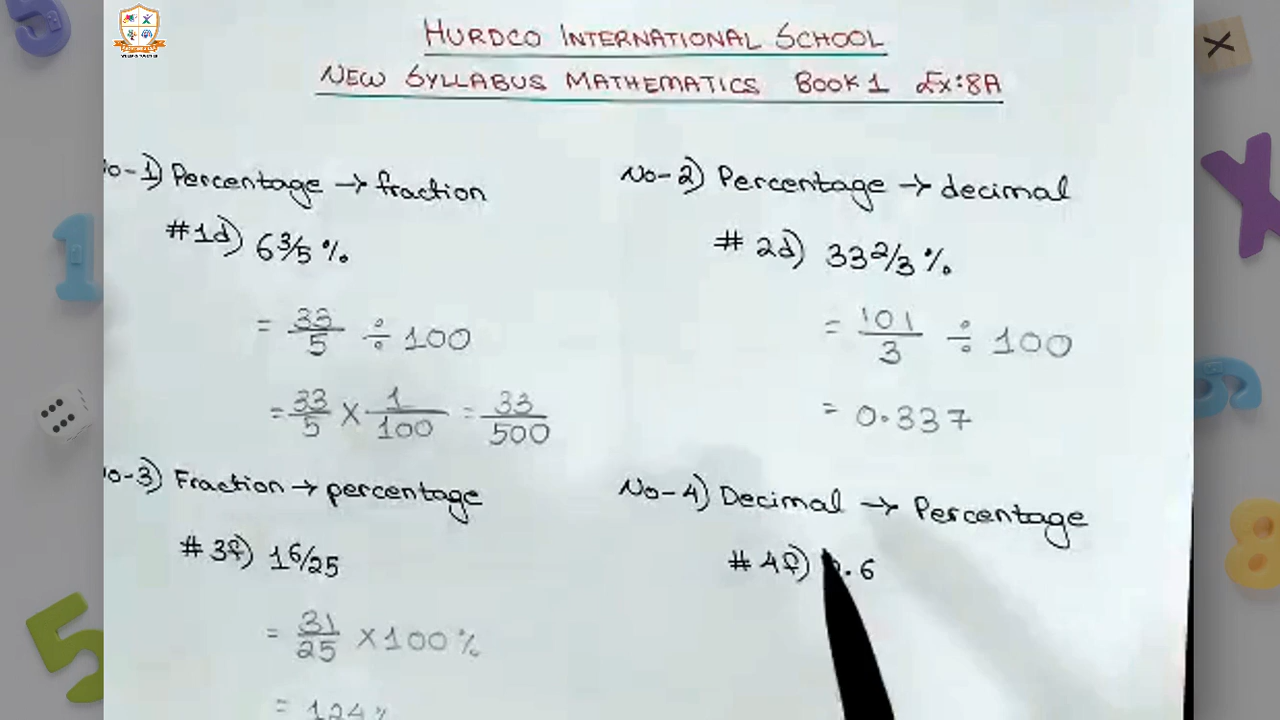 HURDCO INTERNATIONAL SCHOOL
NEW SYLLABUS MATHEMATICS BOOK 1 EX:8A
o-1) Percentage → fraction
#1d) 6 3/5 %
= 33/5 ÷ 100
= 33/5 × 1/100 = 33/500
No-2) Percentage → decimal
# 2d) 33 2/3 %
= 101/3 ÷ 100
= 0.337
o-3) Fraction → percentage
# 3f) 1 6/25
= 31/25 × 100 %
= 124 %
No-4) Decimal → Percentage
# 4f) .6